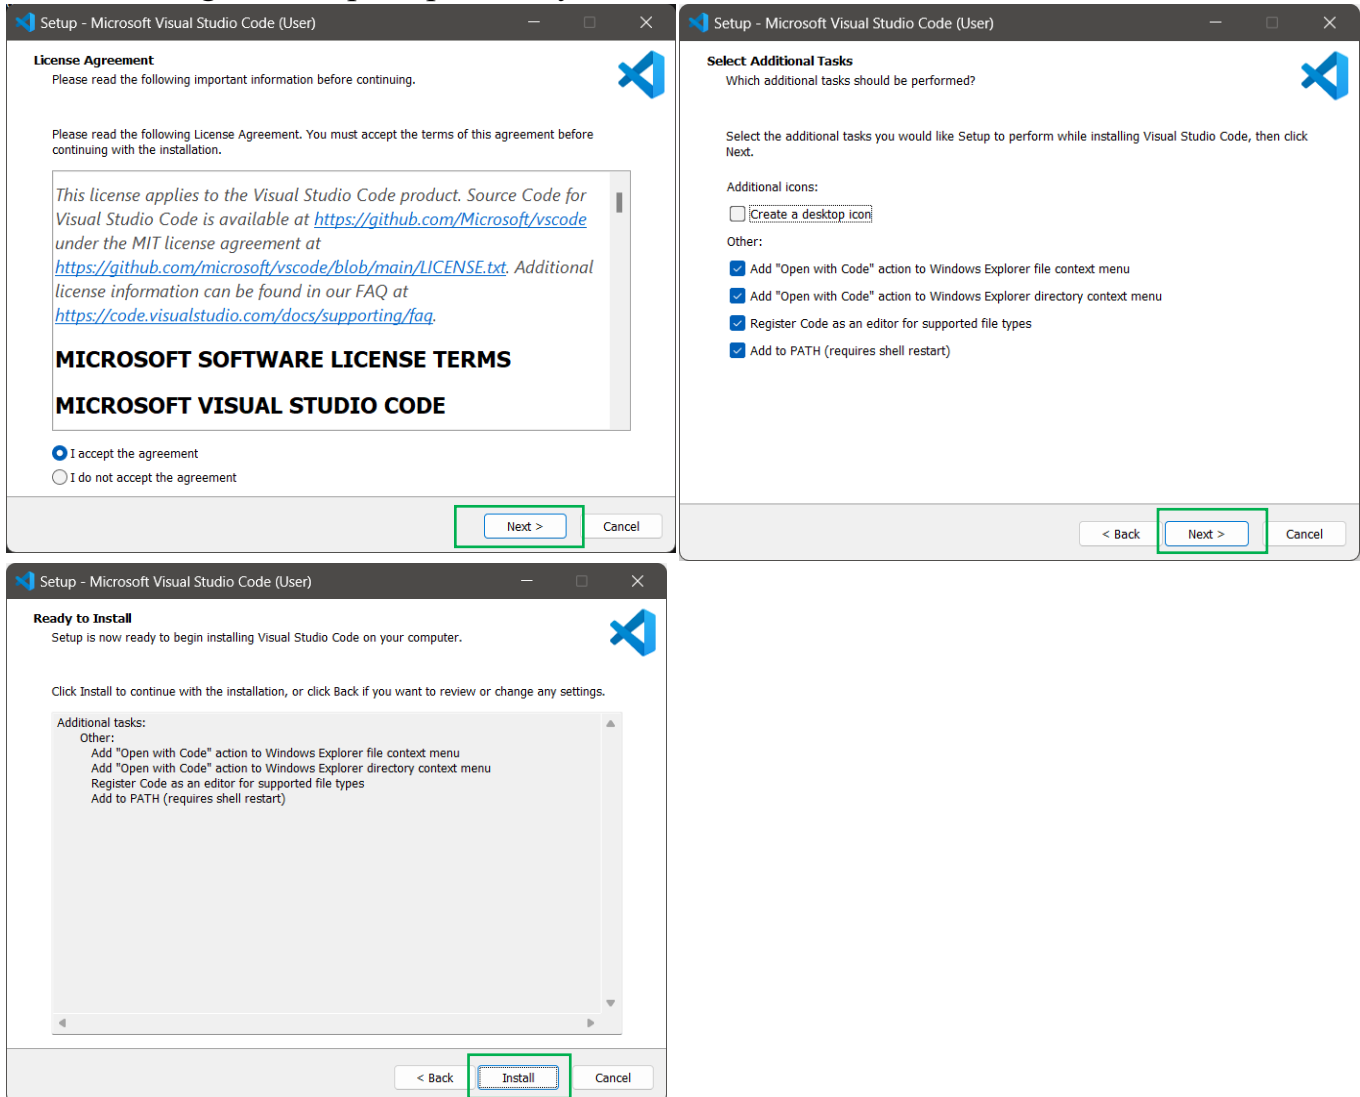 Setup - Microsoft Visual Studio Code (User)
License Agreement
Please read the following important information before continuing.
Please read the following License Agreement. You must accept the terms of this agreement before
continuing with the installation.
This license applies to the Visual Studio Code product. Source Code for
Visual Studio Code is available at https://github.com/Microsoft/vscode
under the MIT license agreement at
https://github.com/microsoft/vscode/blob/main/LICENSE.txt. Additional
license information can be found in our FAQ at
https://code.visualstudio.com/docs/supporting/faq.
MICROSOFT SOFTWARE LICENSE TERMS
MICROSOFT VISUAL STUDIO CODE
I accept the agreement
I do not accept the agreement
Next >
Cancel
Setup - Microsoft Visual Studio Code (User)
Select Additional Tasks
Which additional tasks should be performed?
Select the additional tasks you would like Setup to perform while installing Visual Studio Code, then click
Next.
Additional icons:
Create a desktop icon
Other:
Add "Open with Code" action to Windows Explorer file context menu
Add "Open with Code" action to Windows Explorer directory context menu
Register Code as an editor for supported file types
Add to PATH (requires shell restart)
< Back
Next >
Cancel
Setup - Microsoft Visual Studio Code (User)
Ready to Install
Setup is now ready to begin installing Visual Studio Code on your computer.
Click Install to continue with the installation, or click Back if you want to review or change any settings.
Additional tasks:
Other:
Add "Open with Code" action to Windows Explorer file context menu
Add "Open with Code" action to Windows Explorer directory context menu
Register Code as an editor for supported file types
Add to PATH (requires shell restart)
< Back
Install
Cancel